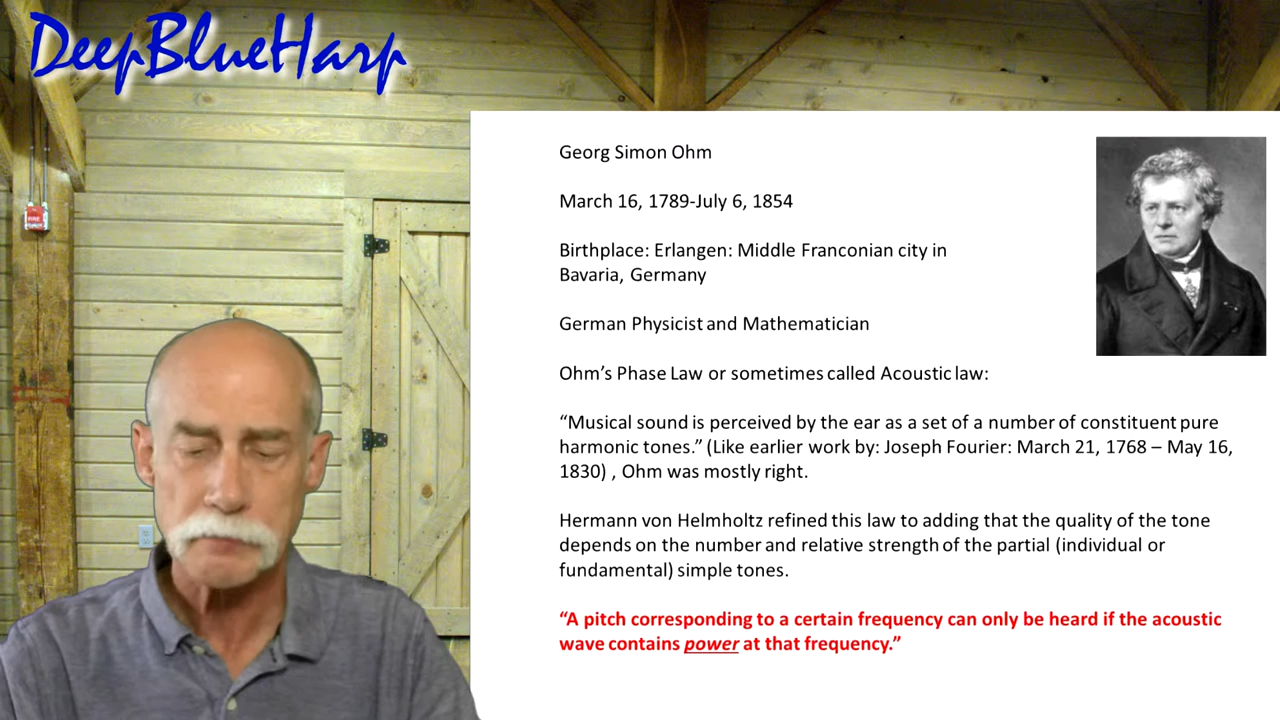 DeepBlueHarp
Georg Simon Ohm
March 16, 1789-July 6, 1854
Birthplace: Erlangen: Middle Franconian city in
Bavaria, Germany
German Physicist and Mathematician
Ohm’s Phase Law or sometimes called Acoustic law:
“Musical sound is perceived by the ear as a set of a number of constituent pure
harmonic tones.” (Like earlier work by: Joseph Fourier: March 21, 1768 – May 16,
1830) , Ohm was mostly right.
Hermann von Helmholtz refined this law to adding that the quality of the tone
depends on the number and relative strength of the partial (individual or
fundamental) simple tones.
“A pitch corresponding to a certain frequency can only be heard if the acoustic
wave contains power at that frequency.”
FIRE